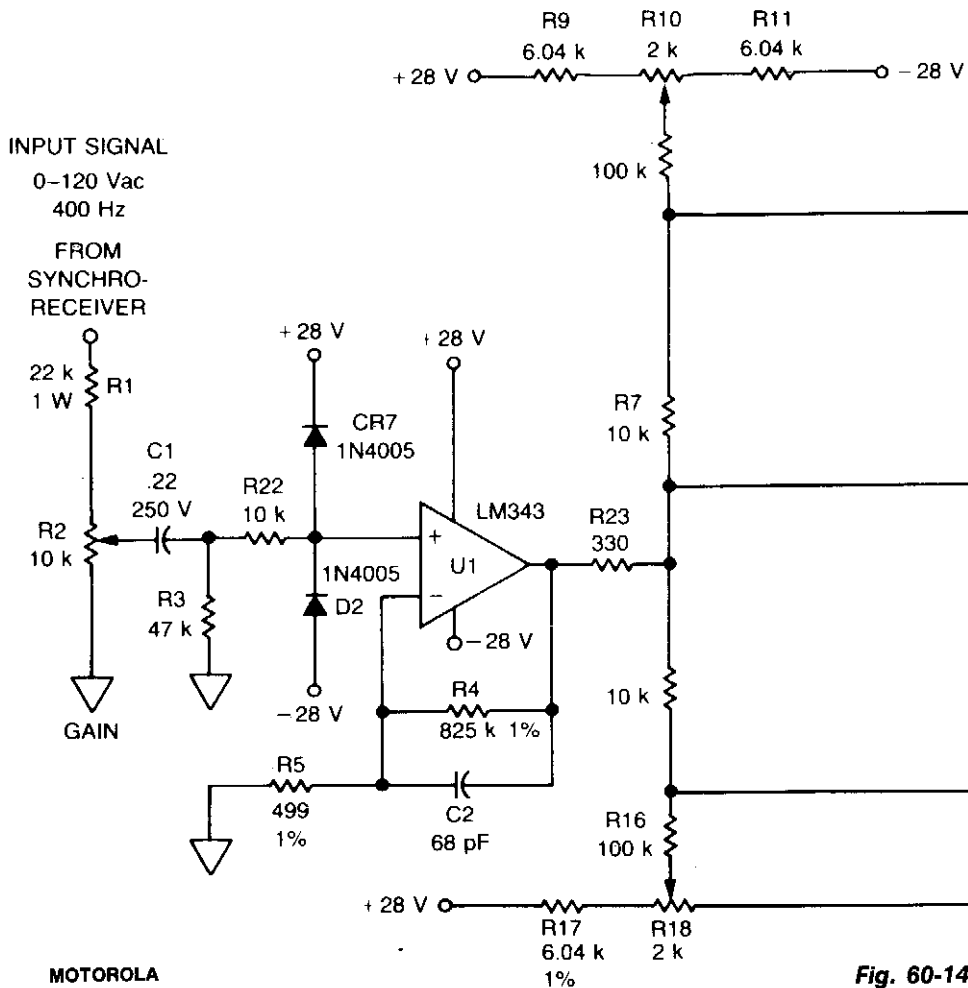 R9
6.04 k
R10
2 k
R11
6.04 k
+28 V
−28 V
100 k
INPUT SIGNAL
0–120 Vac
400 Hz
FROM
SYNCHRO-
RECEIVER
22 k
1 W
R1
+28 V
+28 V
CR7
1N4005
R7
10 k
C1
.22
250 V
R22
10 k
LM343
R23
330
R2
10 k
+
U1
−
1N4005
D2
R3
47 k
−28 V
−28 V
GAIN
R4
825 k 1%
10 k
R5
499
1%
C2
68 pF
R16
100 k
+28 V
R17
6.04 k
1%
R18
2 k
MOTOROLA
Fig. 60-14